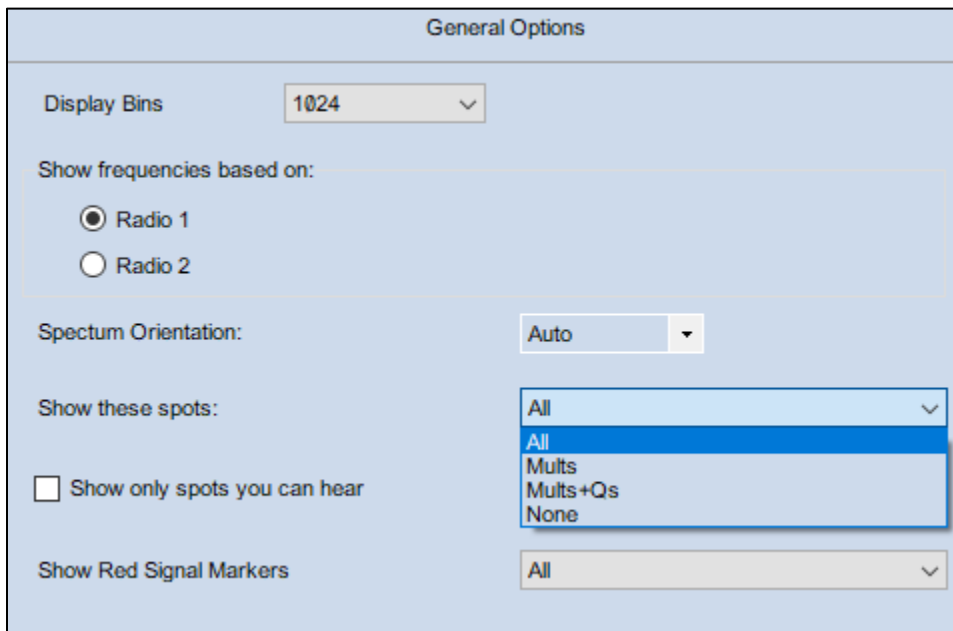 General Options
Display Bins 1024
Show frequencies based on:
Radio 1
Radio 2
Spectum Orientation: Auto
Show these spots: All
All
Mults
Mults+Qs
None
Show only spots you can hear
Show Red Signal Markers All